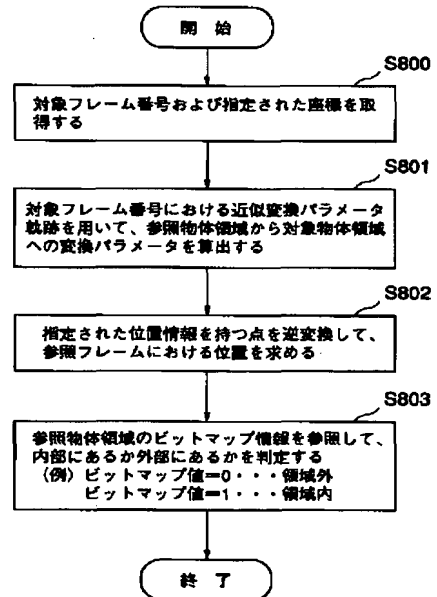 開 始
S800
対象フレーム番号および指定された座標を取
得する
S801
対象フレーム番号における近似変換パラメータ
軌跡を用いて、参照物体領域から対象物体領域
への変換パラメータを算出する
S802
指定された位置情報を持つ点を逆変換して、
参照フレームにおける位置を求める
S803
参照物体領域のビットマップ情報を参照して、
内部にあるか外部にあるかを判定する
(例) ビットマップ値=0・・・領域外
ビットマップ値=1・・・領域内
終 了